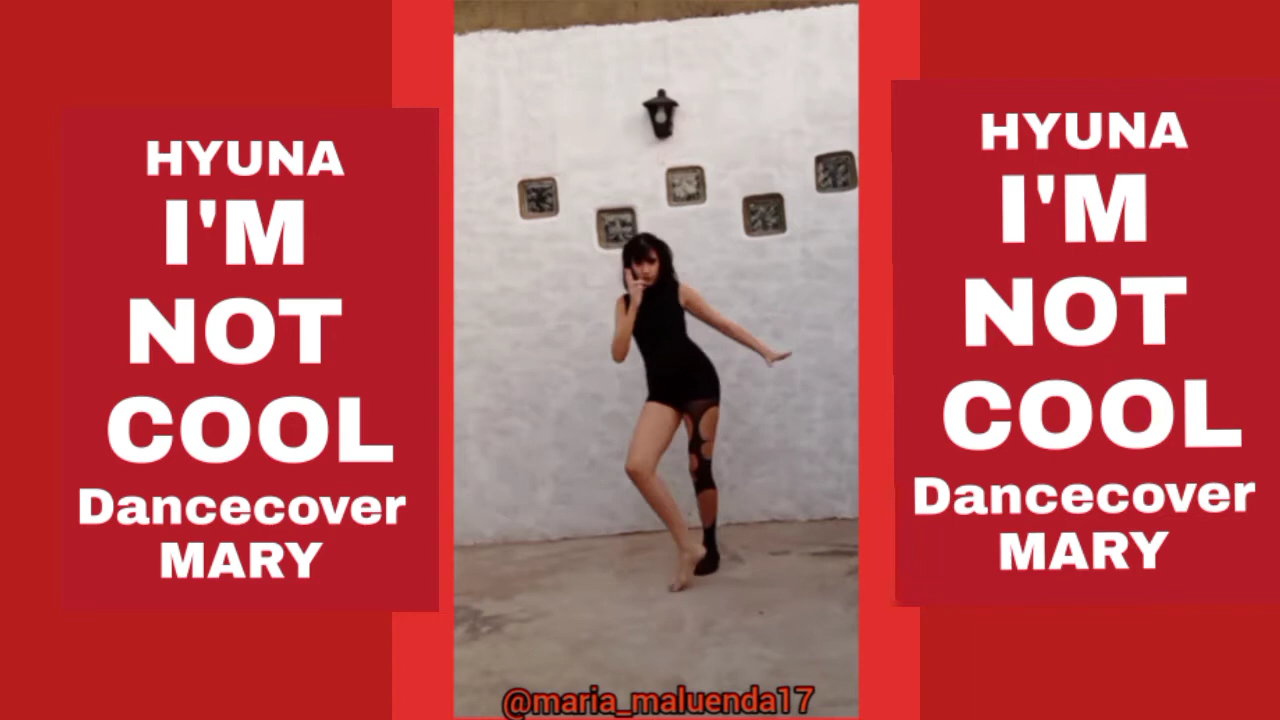 HYUNA
I'M
NOT
COOL
Dancecover
MARY
@maria_maluenda17
HYUNA
I'M
NOT
COOL
Dancecover
MARY